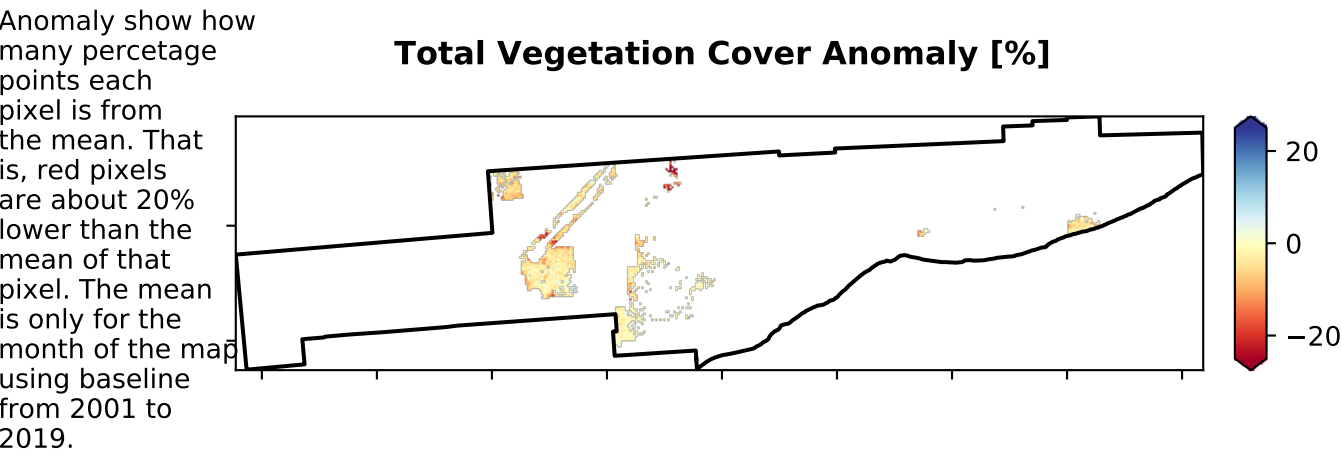 Anomaly show how
many percetage
points each
pixel is from
the mean. That
is, red pixels
are about 20%
lower than the
mean of that
pixel. The mean
is only for the
month of the map
using baseline
from 2001 to
2019.
Total Vegetation Cover Anomaly [%]
20
0
−20